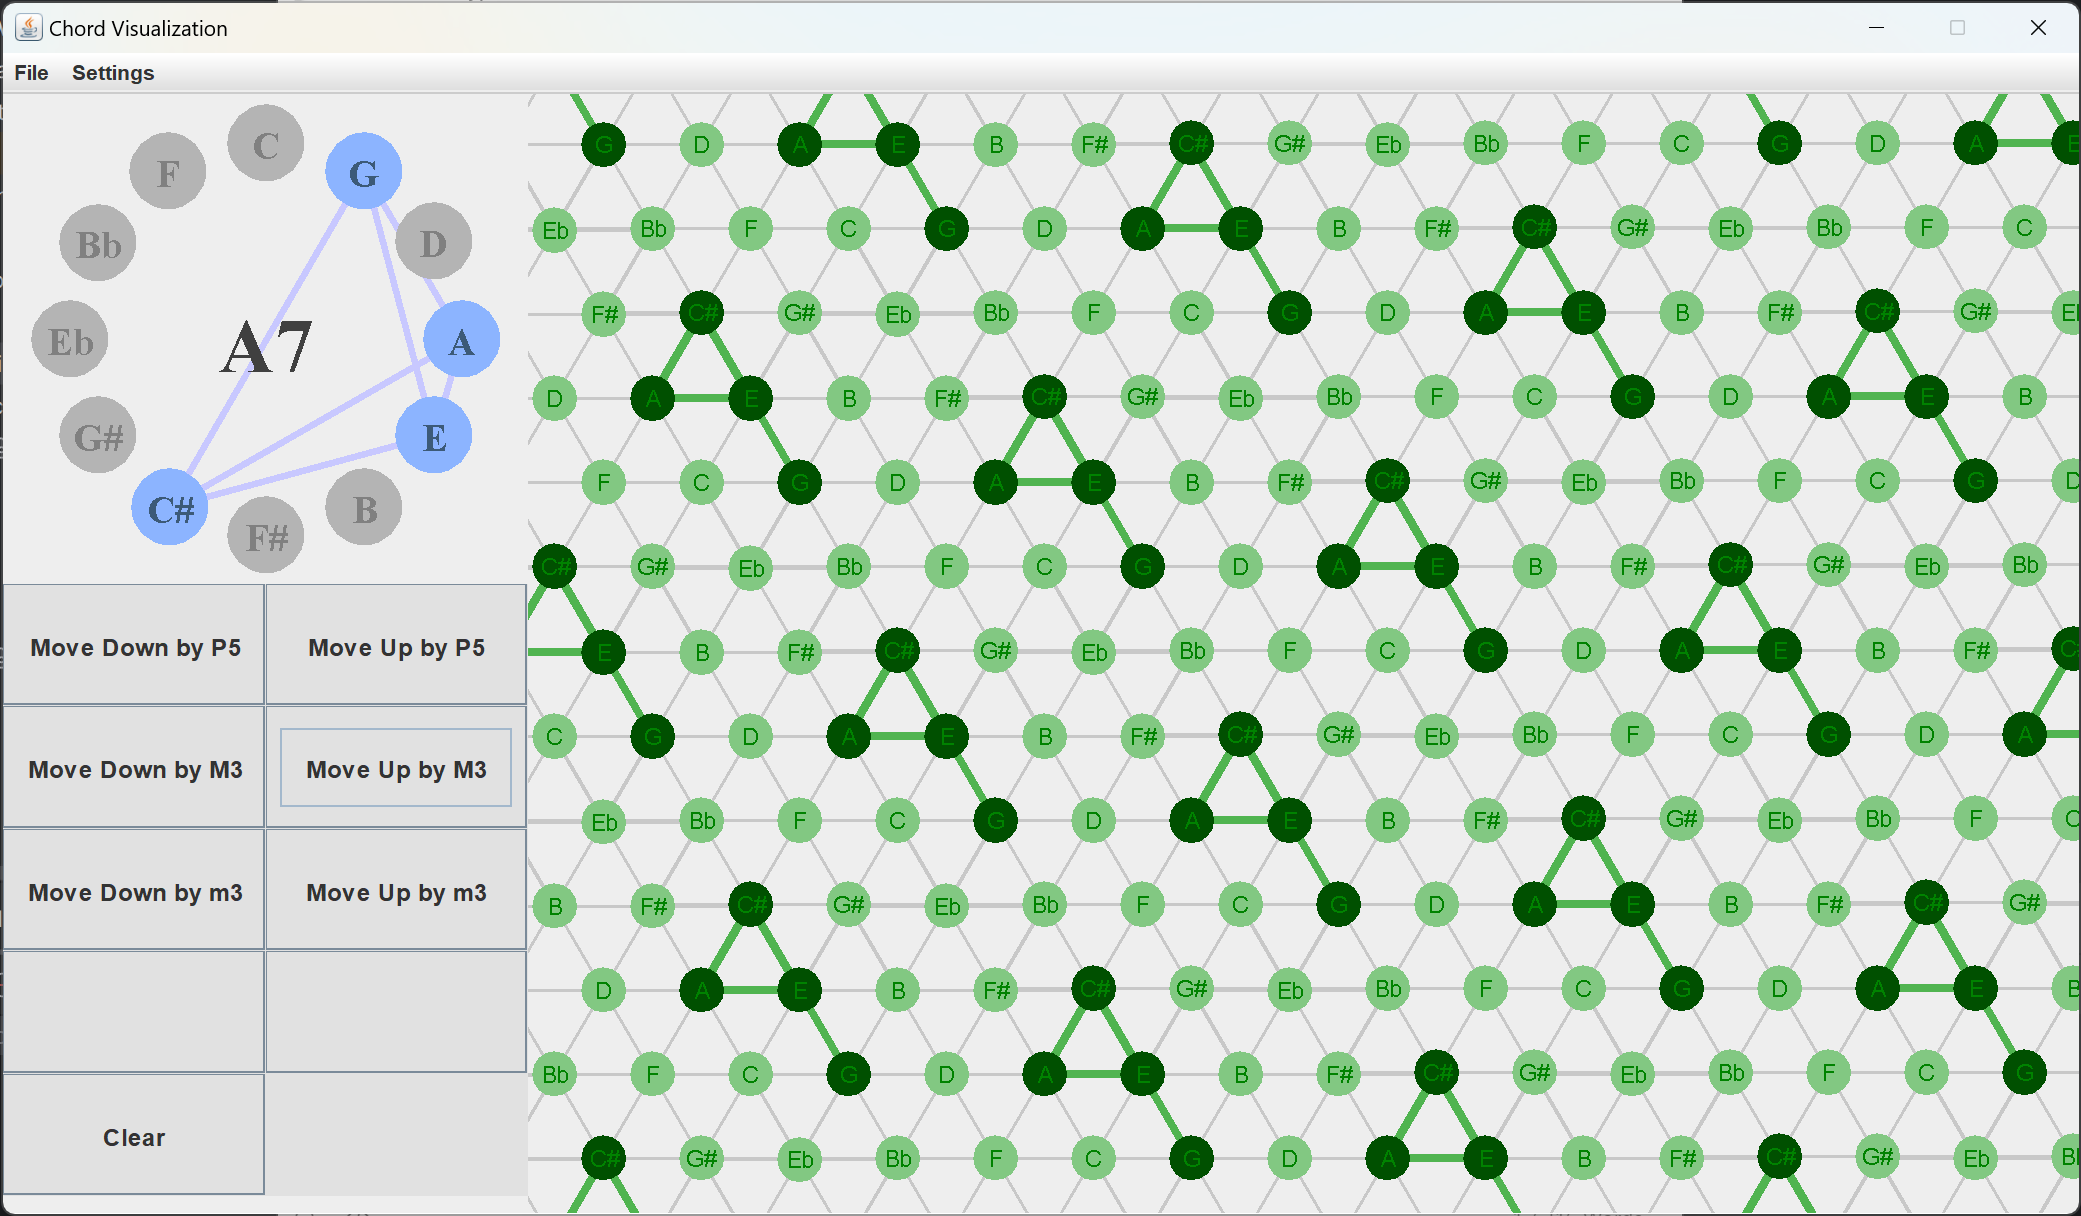 Chord Visualization
File Settings
C
F G
Bb D
A7
Eb A
G# E
C# B
F#
Move Down by P5 Move Up by P5
Move Down by M3 Move Up by M3
Move Down by m3 Move Up by m3
Clear
G D A E B F# C# G# Eb Bb F C G D A E
Eb Bb F C G D A E B F# C# G# Eb Bb F C
F# C# G# Eb Bb F C G D A E B F# C# G# E
D A E B F# C# G# Eb Bb F C G D A E B
F C G D A E B F# C# G# Eb Bb F C G D
C# G# Eb Bb F C G D A E B F# C# G# Eb Bb
E B F# C# G# Eb Bb F C G D A E B F# C
C G D A E B F# C# G# Eb Bb F C G D A
Eb Bb F C G D A E B F# C# G# Eb Bb F C
B F# C# G# Eb Bb F C G D A E B F# C# G#
D A E B F# C# G# Eb Bb F C G D A E B
Bb F C G D A E B F# C# G# Eb Bb F C G
C# G# Eb Bb F C G D A E B F# C# G# Eb B